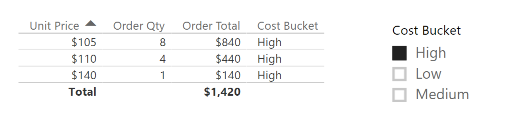 Unit Price Order Qty Order Total Cost Bucket
$105 8 $840 High
$110 4 $440 High
$140 1 $140 High
Total $1,420
Cost Bucket
High
Low
Medium